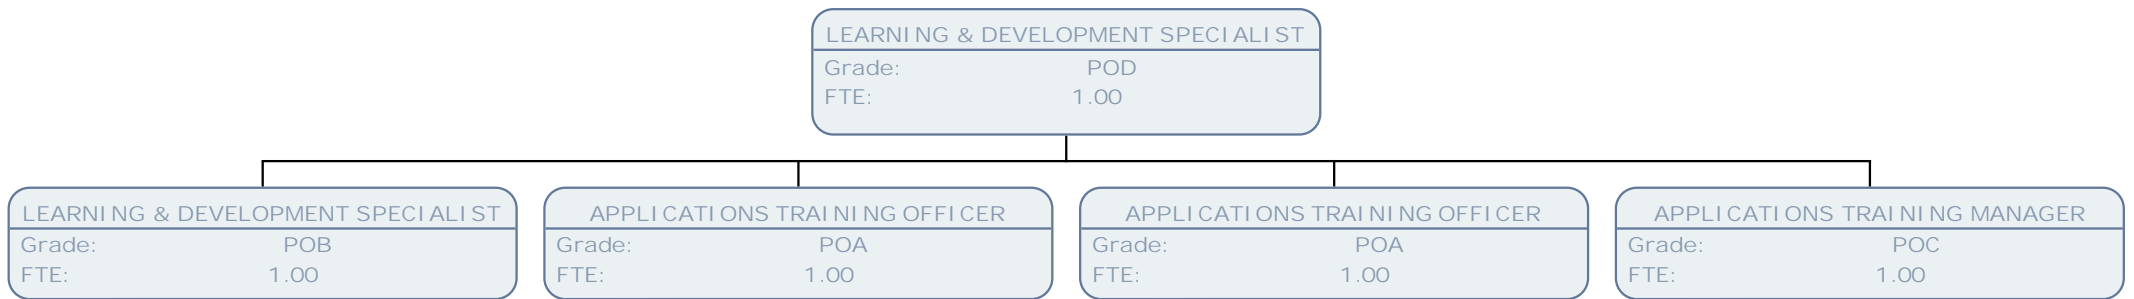 LEARNING & DEVELOPMENT SPECIALIST
Grade: POD
FTE: 1.00
LEARNING & DEVELOPMENT SPECIALIST
Grade: POB
FTE: 1.00
APPLICATIONS TRAINING OFFICER
Grade: POA
FTE: 1.00
APPLICATIONS TRAINING OFFICER
Grade: POA
FTE: 1.00
APPLICATIONS TRAINING MANAGER
Grade: POC
FTE: 1.00